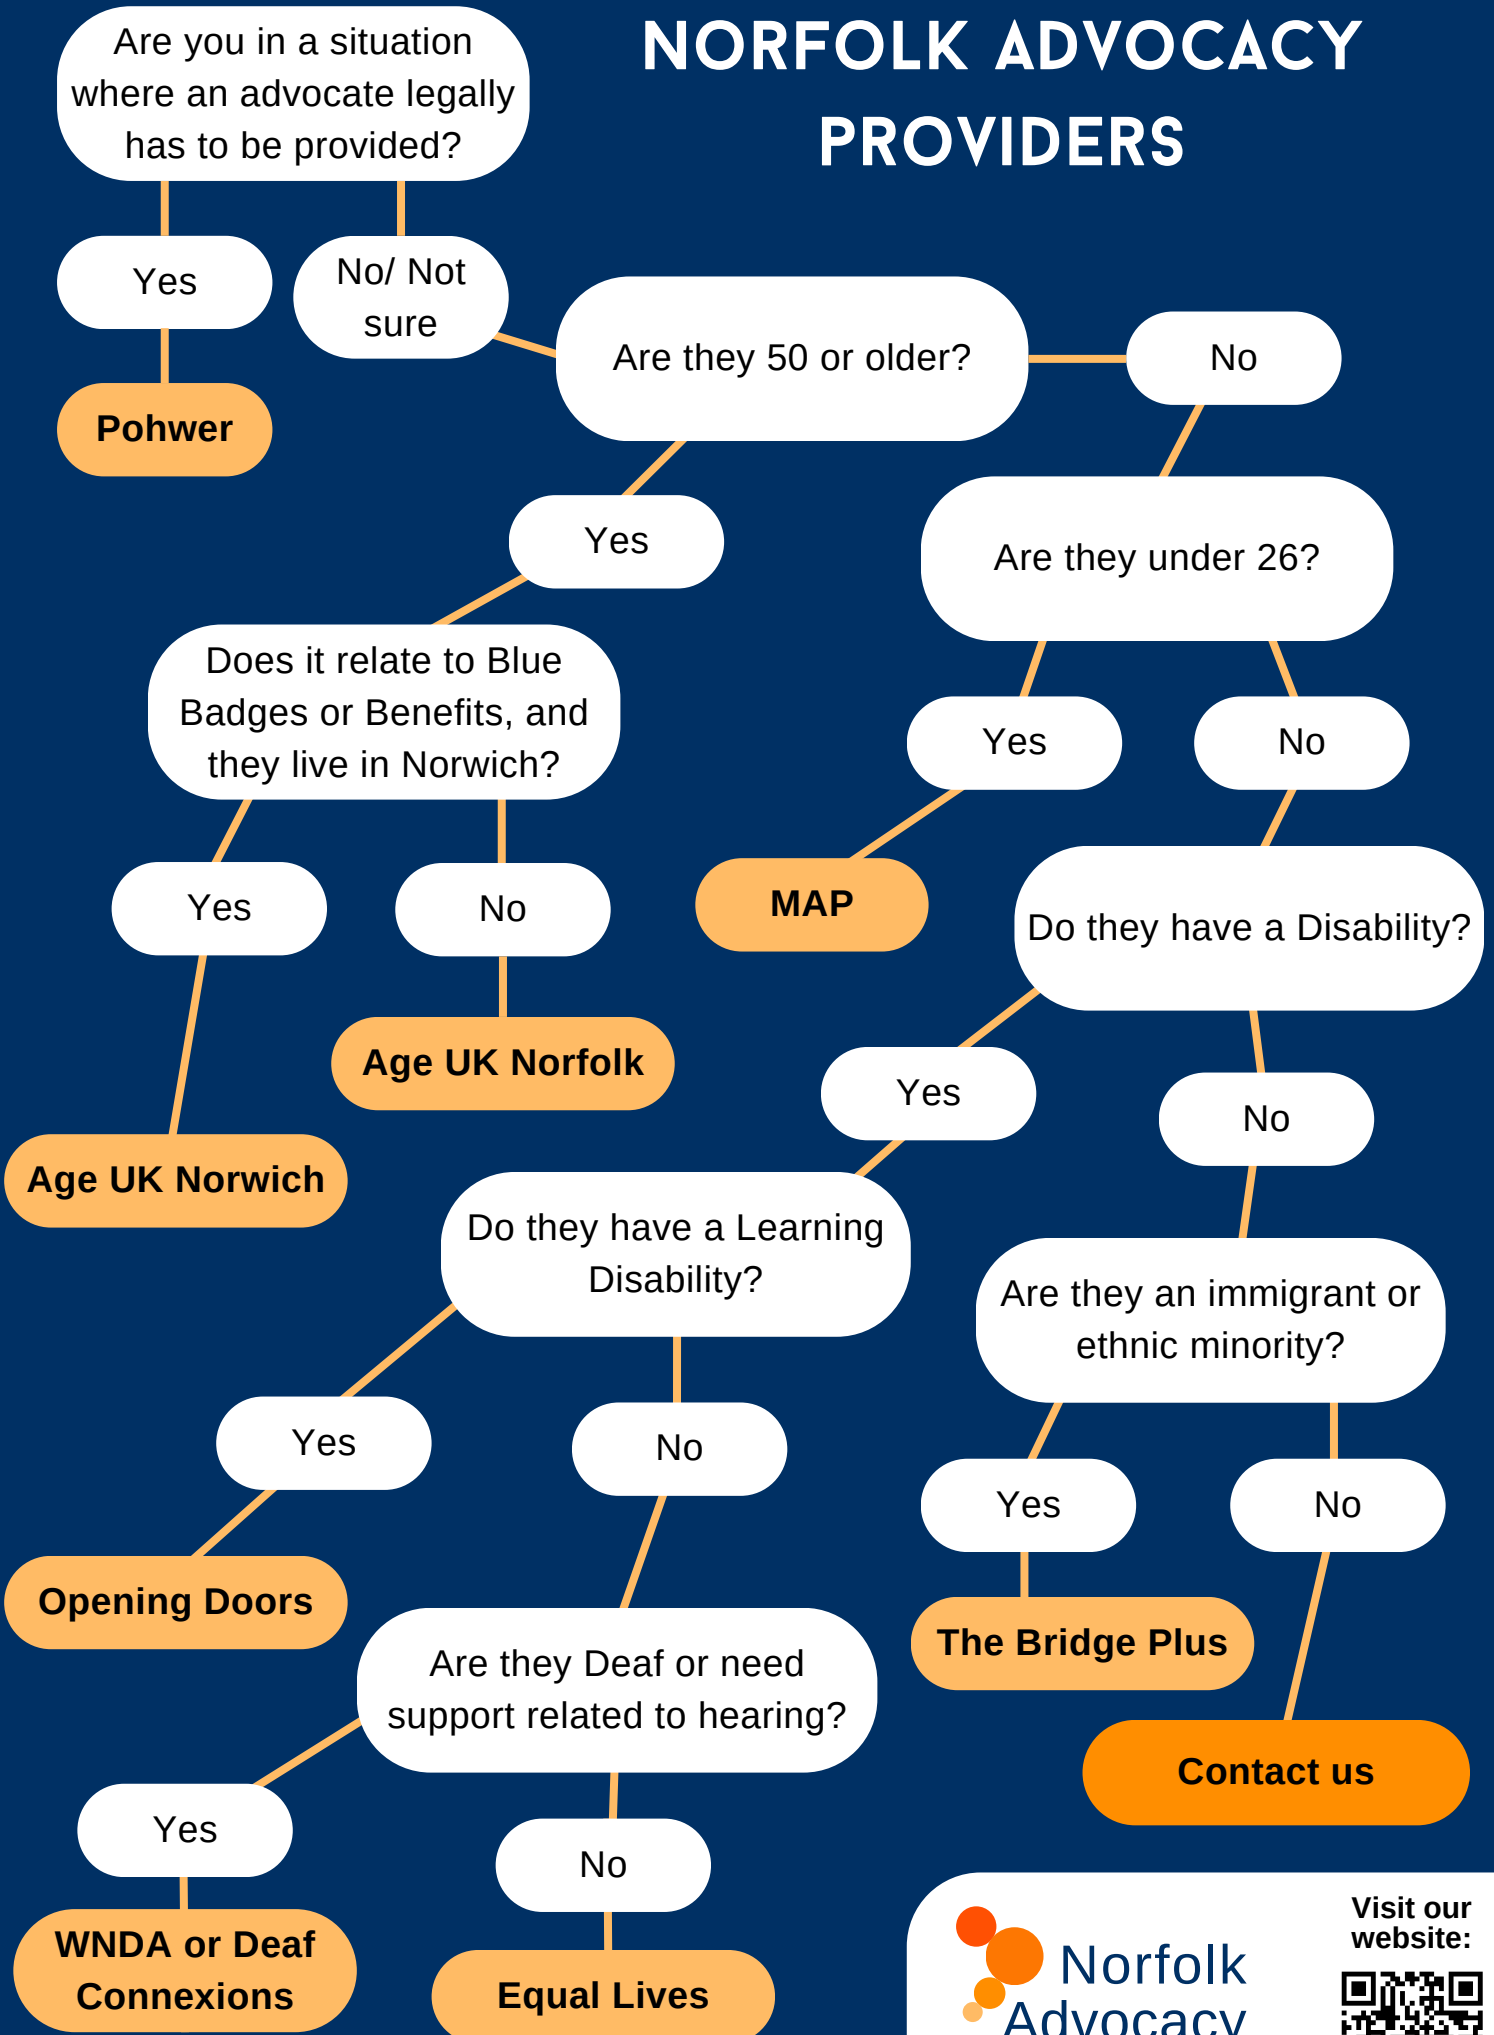 NORFOLK ADVOCACY
PROVIDERS
Are you in a situation
where an advocate legally
has to be provided?
Yes
No/ Not
sure
Pohwer
Are they 50 or older?
No
Yes
Are they under 26?
Does it relate to Blue
Badges or Benefits, and
they live in Norwich?
Yes
No
Yes
No
MAP
Do they have a Disability?
Age UK Norfolk
Age UK Norwich
Yes
No
Do they have a Learning
Disability?
Are they an immigrant or
ethnic minority?
Yes
No
Yes
No
Opening Doors
The Bridge Plus
Are they Deaf or need
support related to hearing?
Contact us
Yes
No
WNDA or Deaf
Connexions
Equal Lives
Norfolk
Advocacy
Visit our
website: